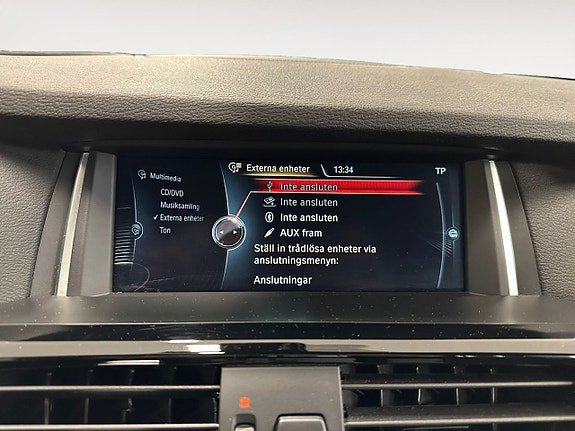 Multimedia
CD/DVD
Musiksamling
Externa enheter
Ton
Externa enheter
13:34
TP
Inte ansluten
Inte ansluten
Inte ansluten
AUX fram
Ställ in trådlösa enheter via
anslutningsmenyn:
Anslutningar